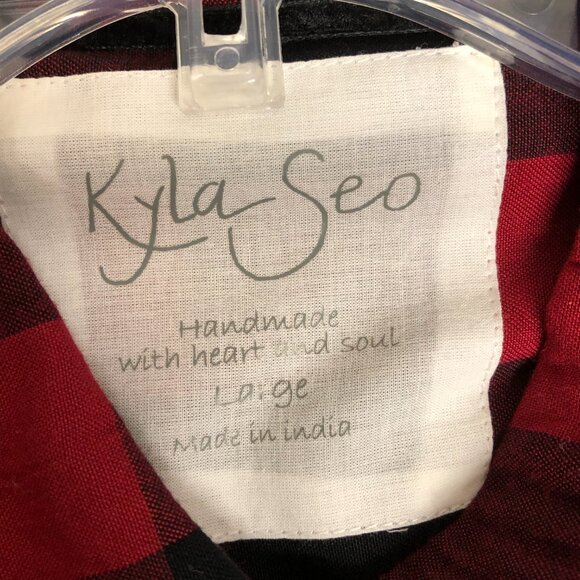 Kyla Seo
Handmade
with heart and soul
Large
Made in india